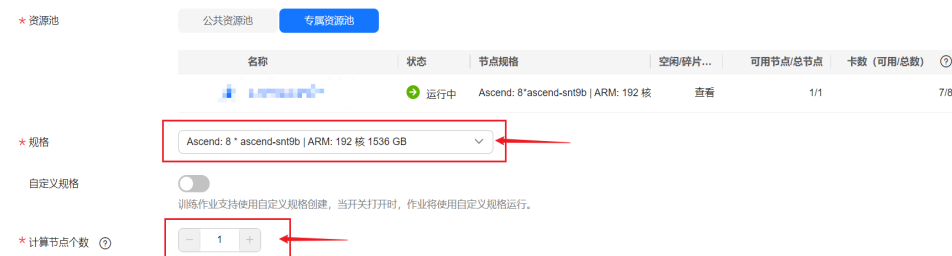 * 资源池 公共资源池 专属资源池
名称 状态 节点规格 空闲/碎片... 可用节点/总节点 卡数（可用/总数） ?
运行中 Ascend: 8*ascend-snt9b | ARM: 192 核 查看 1/1 7/8
* 规格 Ascend: 8 * ascend-snt9b | ARM: 192 核 1536 GB
自定义规格
训练作业支持使用自定义规格创建，当开关打开时，作业将使用自定义规格运行。
* 计算节点个数 ? − 1 +